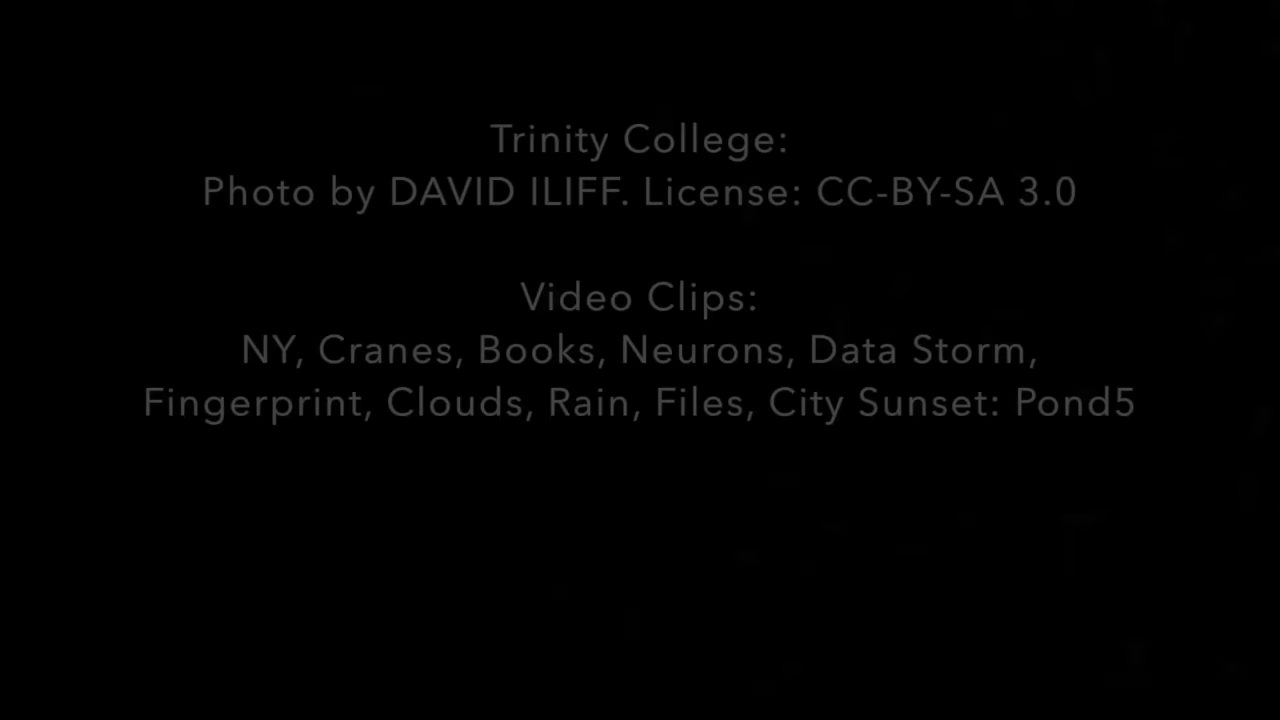 Trinity College:
Photo by DAVID ILIFF. License: CC-BY-SA 3.0
Video Clips:
NY, Cranes, Books, Neurons, Data Storm,
Fingerprint, Clouds, Rain, Files, City Sunset: Pond5